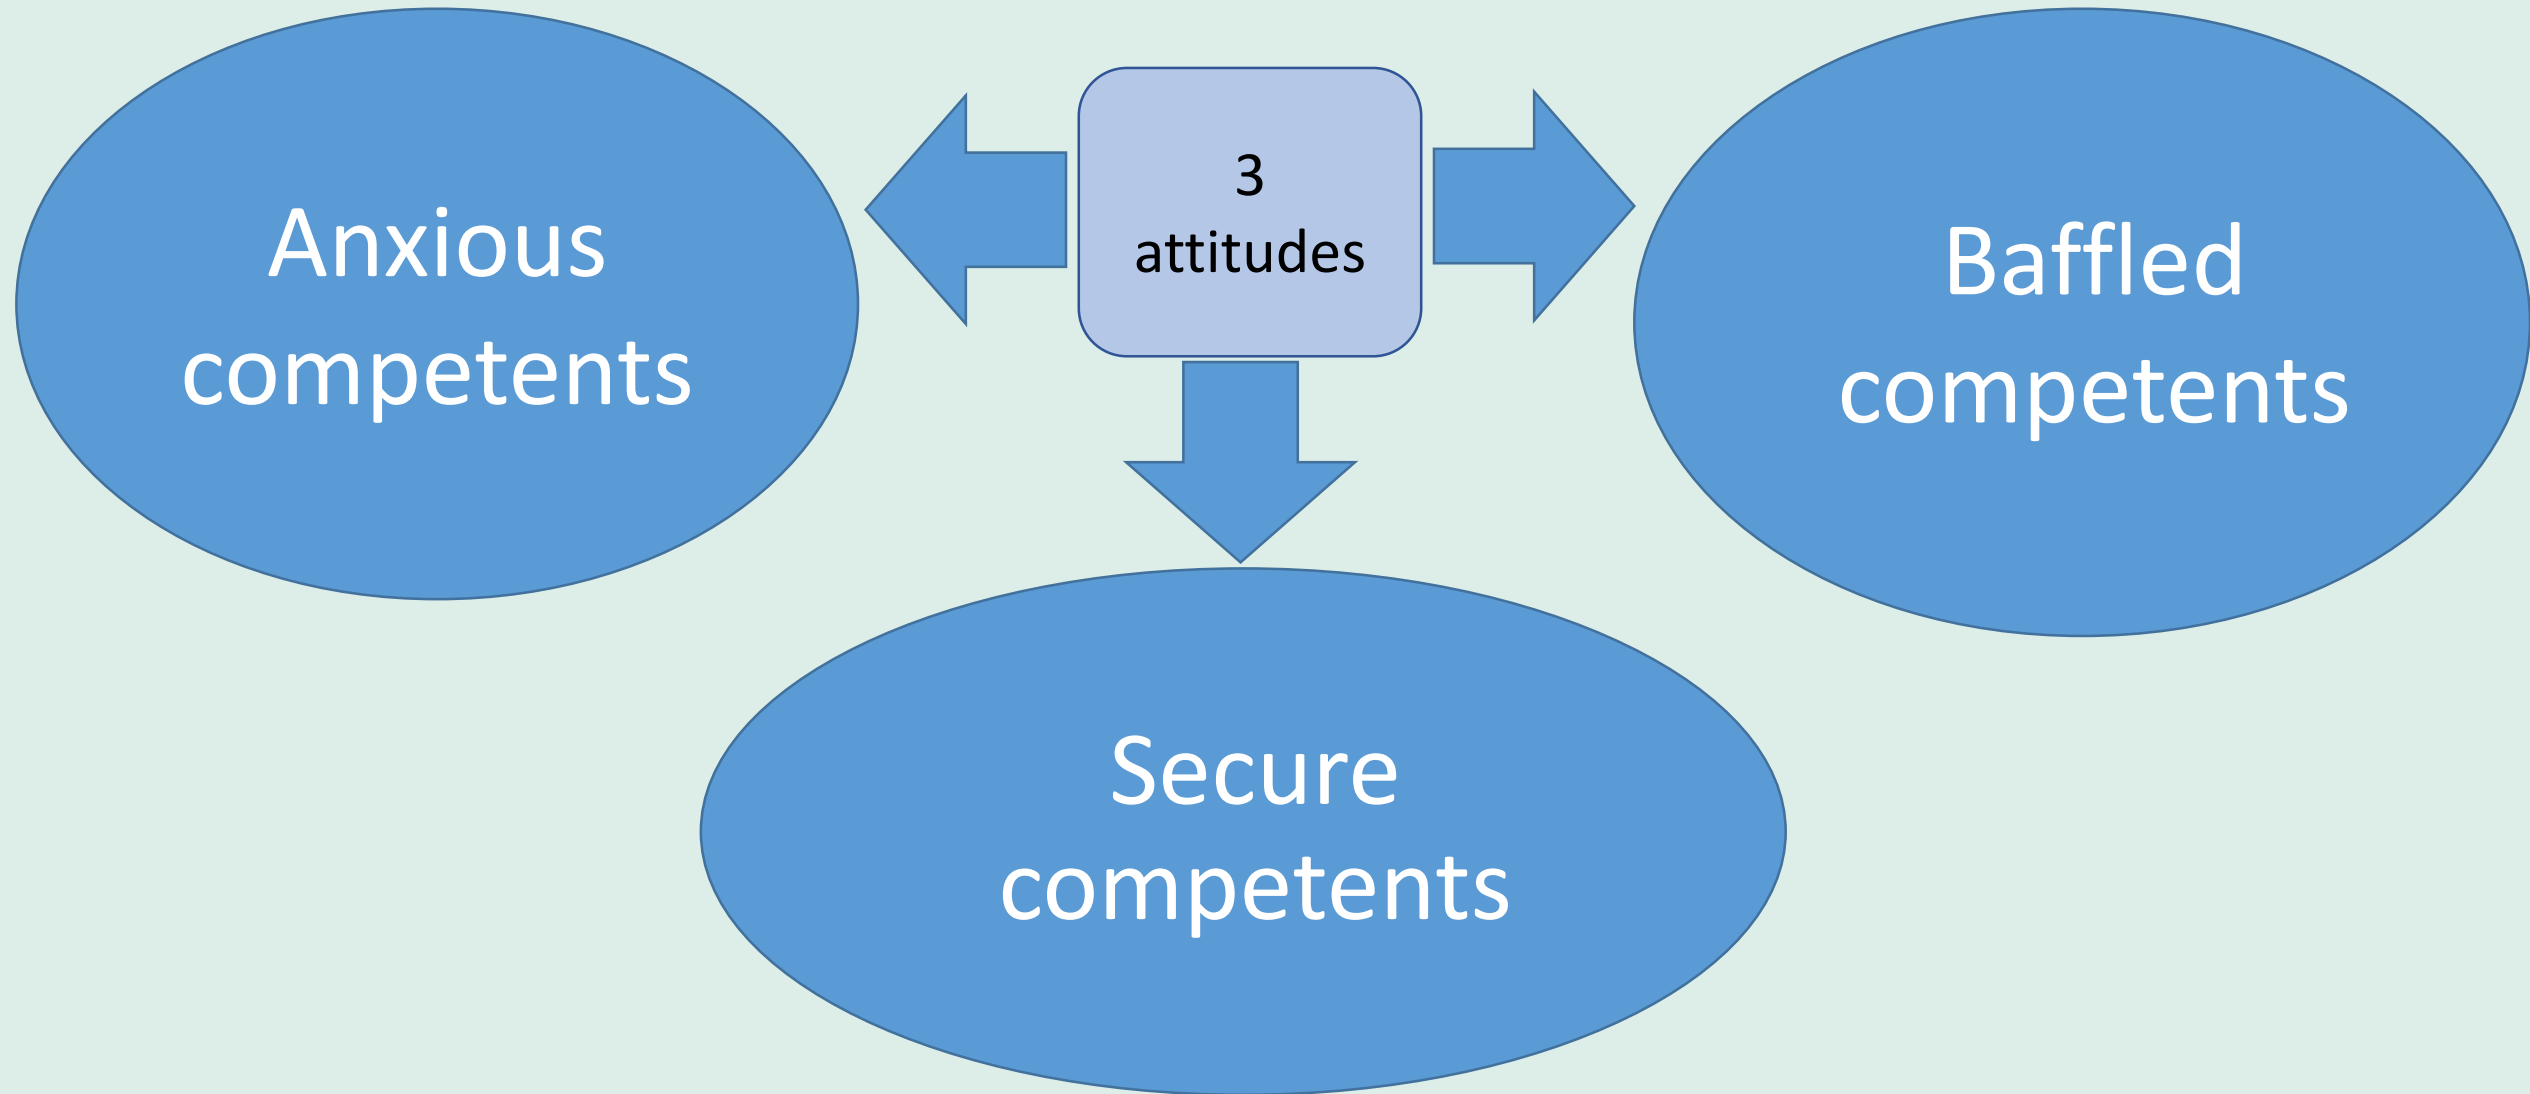 3
attitudes
Anxious
competents
Baffled
competents
Secure
competents